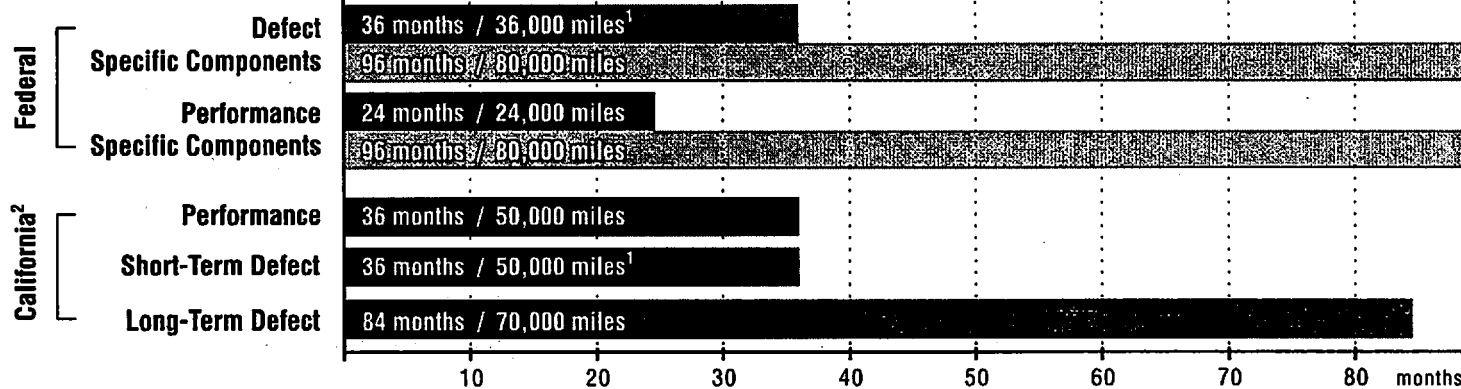 Federal
Defect 36 months / 36,000 miles¹
Specific Components 96 months / 80,000 miles
Performance 24 months / 24,000 miles
Specific Components 96 months / 80,000 miles
California²
Performance 36 months / 50,000 miles
Short-Term Defect 36 months / 50,000 miles¹
Long-Term Defect 84 months / 70,000 miles
10 20 30 40 50 60 70 80 months